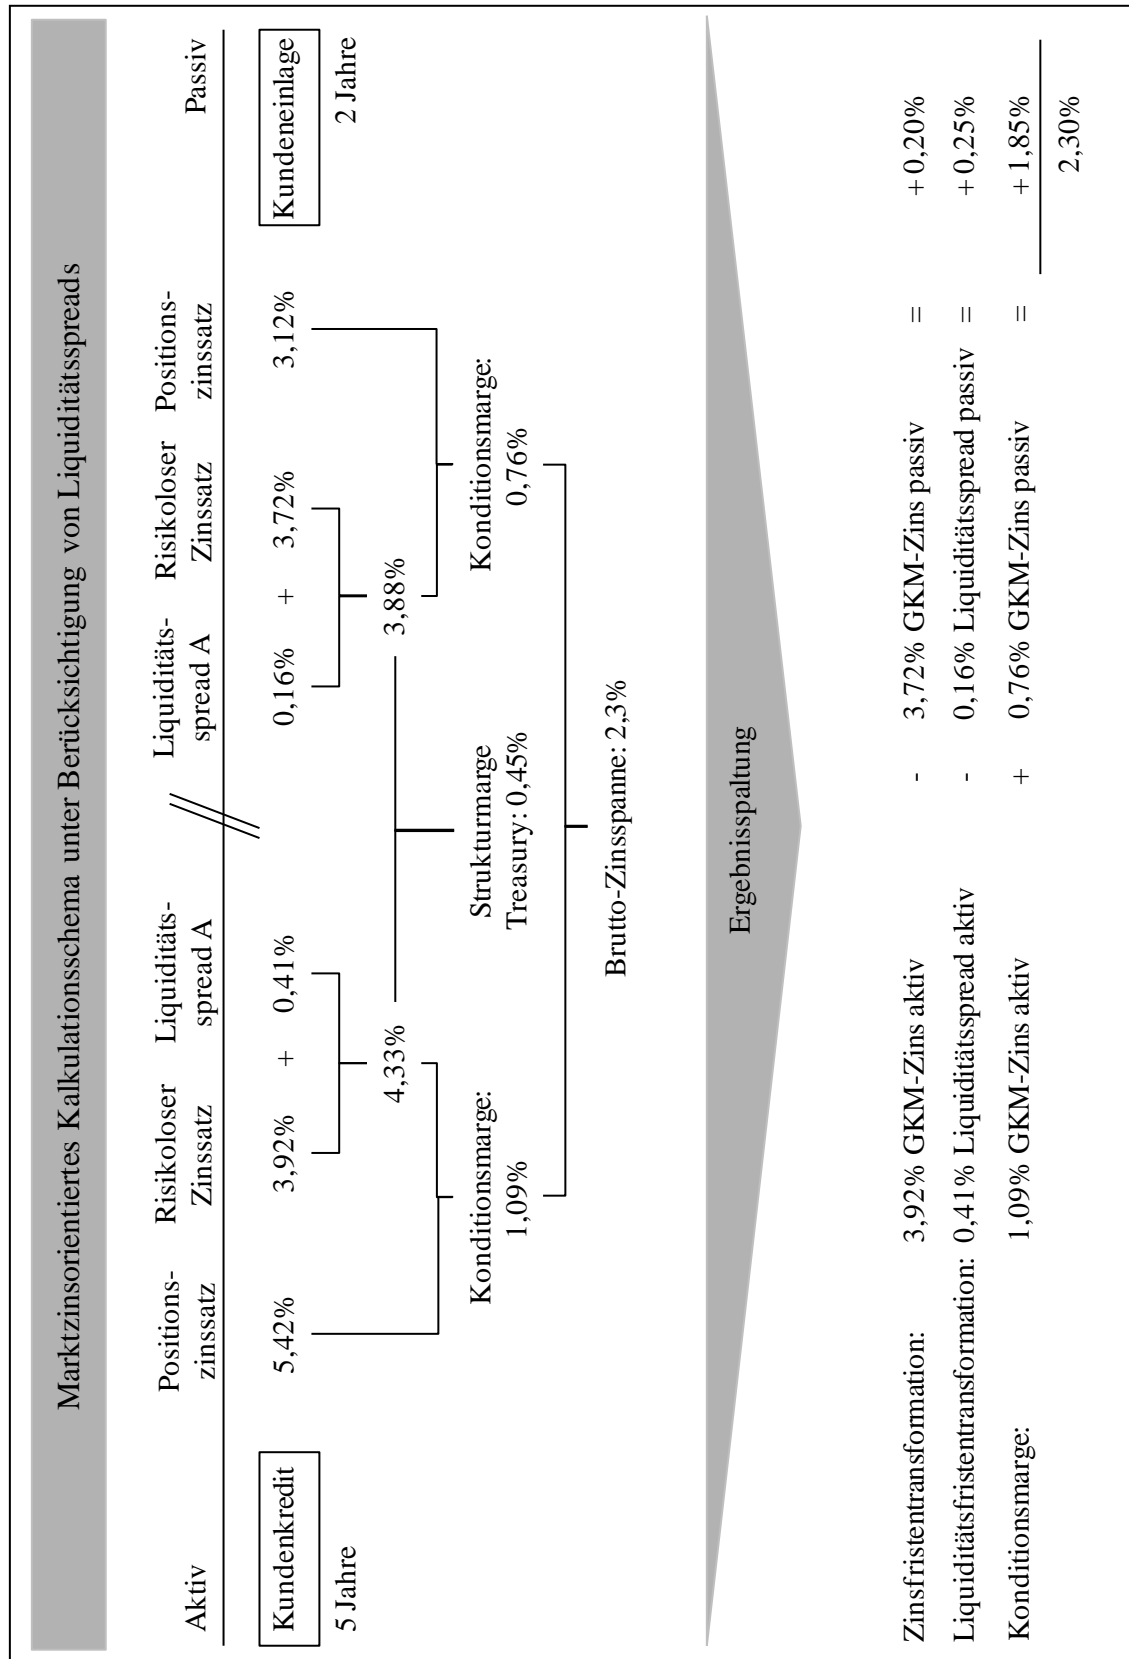 Marktzinsorientiertes Kalkulationsschema unter Berücksichtigung von Liquiditätsspreads
Aktiv
Positions-
zinssatz
Risikoloser
Zinssatz
Liquiditäts-
spread A
Liquiditäts-
spread A
Risikoloser
Zinssatz
Positions-
zinssatz
Passiv
Kundenkredit 5,42% 3,92% + 0,41% 0,16% + 3,72% 3,12% Kundeneinlage
5 Jahre 2 Jahre
4,33% 3,88%
Konditionsmarge:
1,09%
Strukturmarge
Treasury: 0,45%
Konditionsmarge:
0,76%
Brutto-Zinsspanne: 2,3%
Ergebnisspaltung
Zinsfristentransformation: 3,92% GKM-Zins aktiv - 3,72% GKM-Zins passiv = + 0,20%
Liquiditätsfristentransformation: 0,41% Liquiditätsspread aktiv - 0,16% Liquiditätsspread passiv = + 0,25%
Konditionsmarge: 1,09% GKM-Zins aktiv + 0,76% GKM-Zins passiv = + 1,85%
2,30%